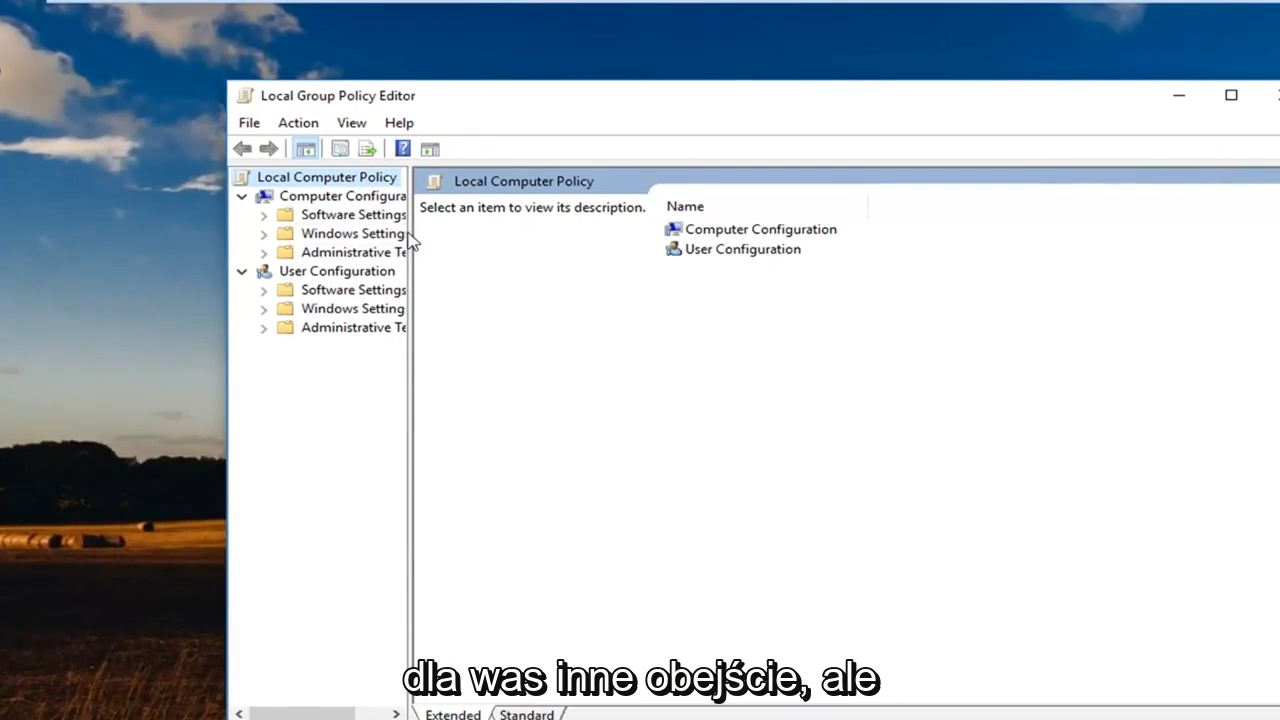 Local Group Policy Editor
File Action View Help
Local Computer Policy
Computer Configura
Software Settings
Windows Setting
Administrative Te
User Configuration
Software Settings
Windows Setting
Administrative Te
Local Computer Policy
Select an item to view its description.
Name
Computer Configuration
User Configuration
Extended Standard
dla was inne obejście, ale